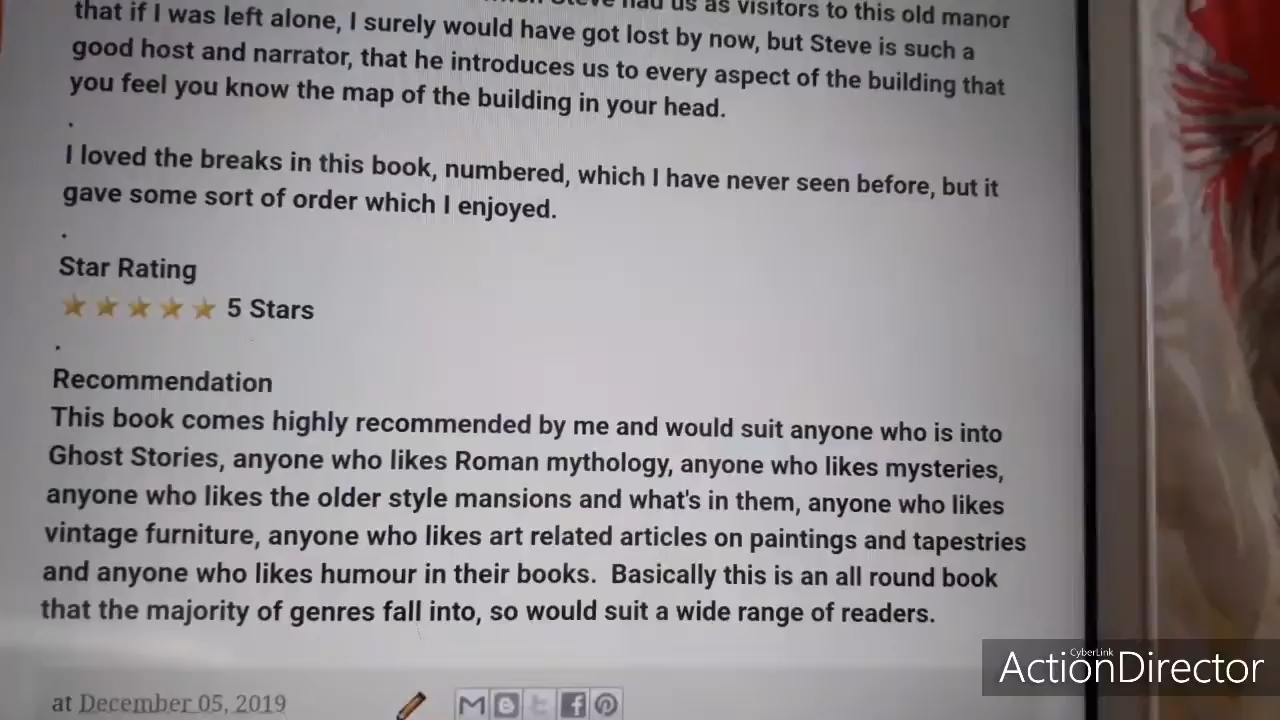 had us as visitors to this old manor
that if I was left alone, I surely would have got lost by now, but Steve is such a
good host and narrator, that he introduces us to every aspect of the building that
you feel you know the map of the building in your head.
.
I loved the breaks in this book, numbered, which I have never seen before, but it
gave some sort of order which I enjoyed.
.
Star Rating
5 Stars
.
Recommendation
This book comes highly recommended by me and would suit anyone who is into
Ghost Stories, anyone who likes Roman mythology, anyone who likes mysteries,
anyone who likes the older style mansions and what's in them, anyone who likes
vintage furniture, anyone who likes art related articles on paintings and tapestries
and anyone who likes humour in their books.  Basically this is an all round book
that the majority of genres fall into, so would suit a wide range of readers.
CyberLink
ActionDirector
at December 05, 2019